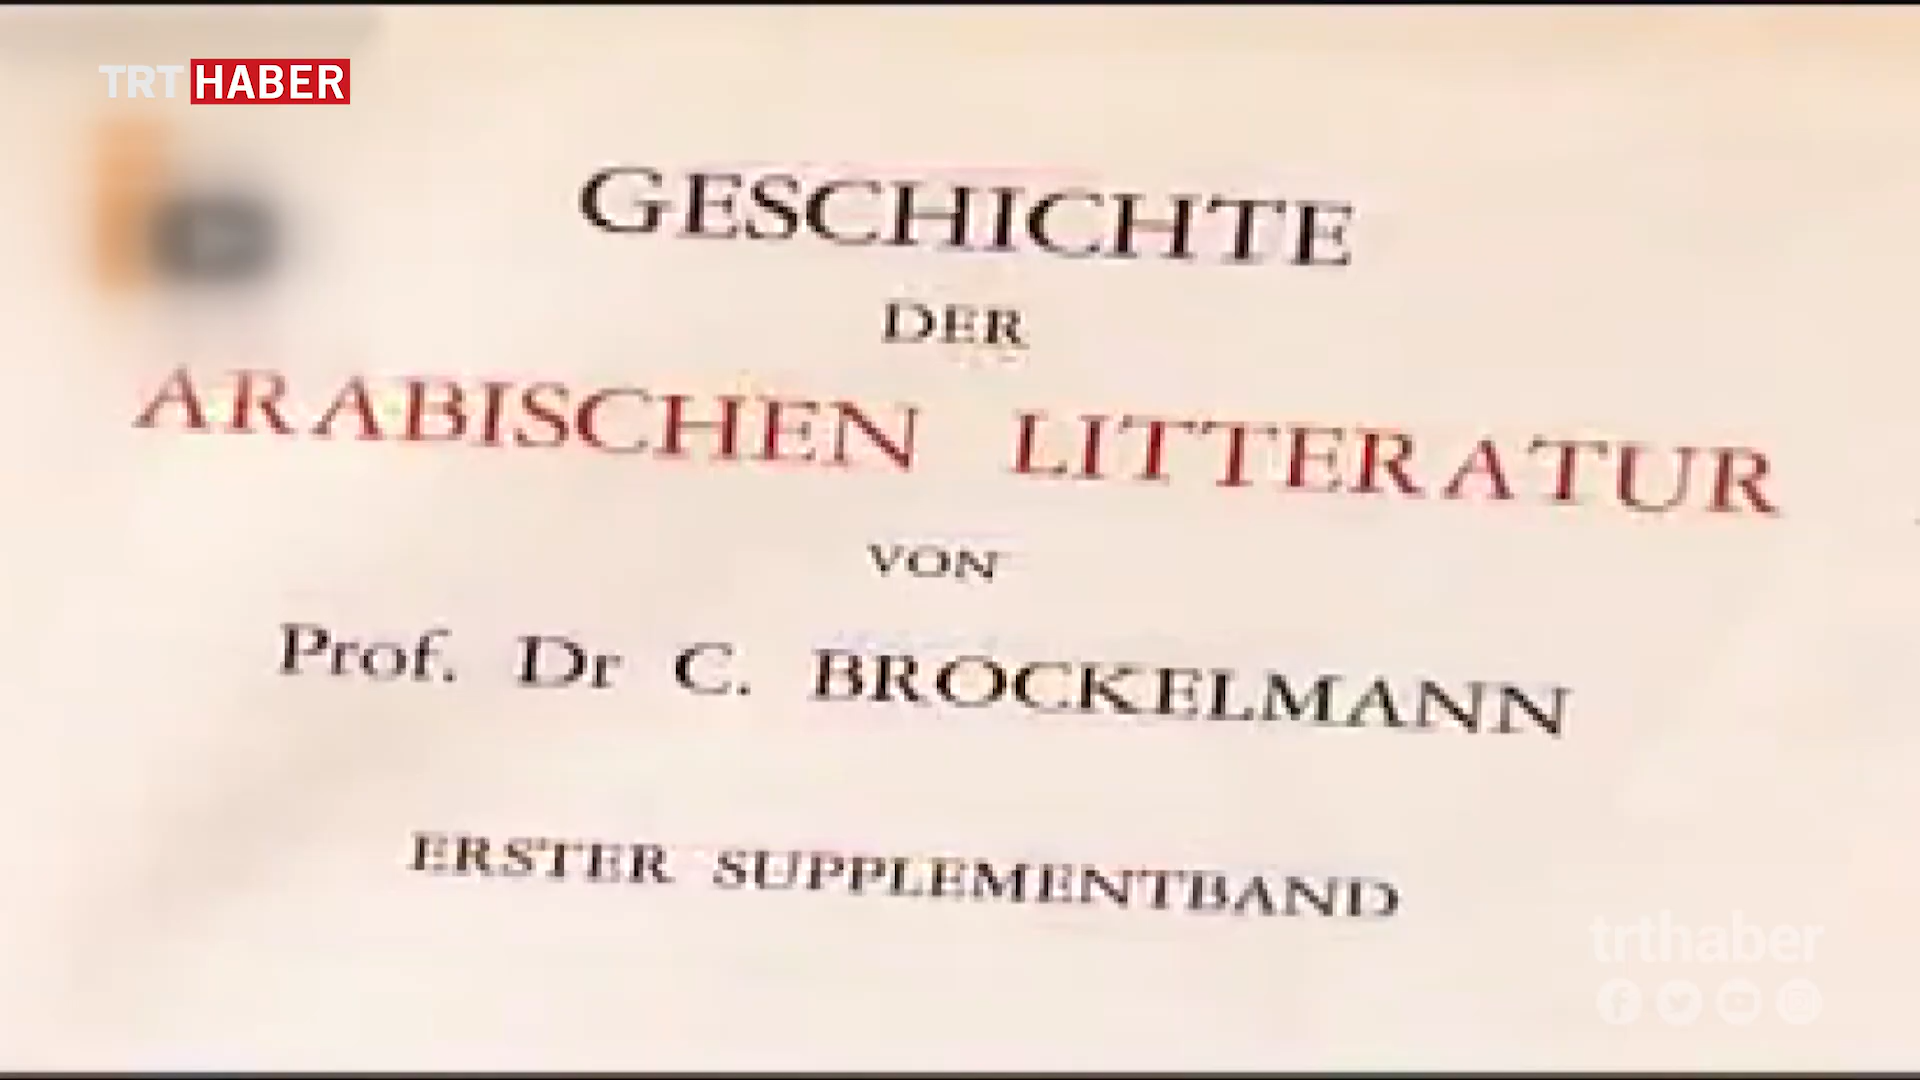 TRT HABER
GESCHICHTE
DER
ARABISCHEN LITTERATUR
VON
Prof. Dr C. BROCKELMANN
ERSTER SUPPLEMENTBAND
trthaber